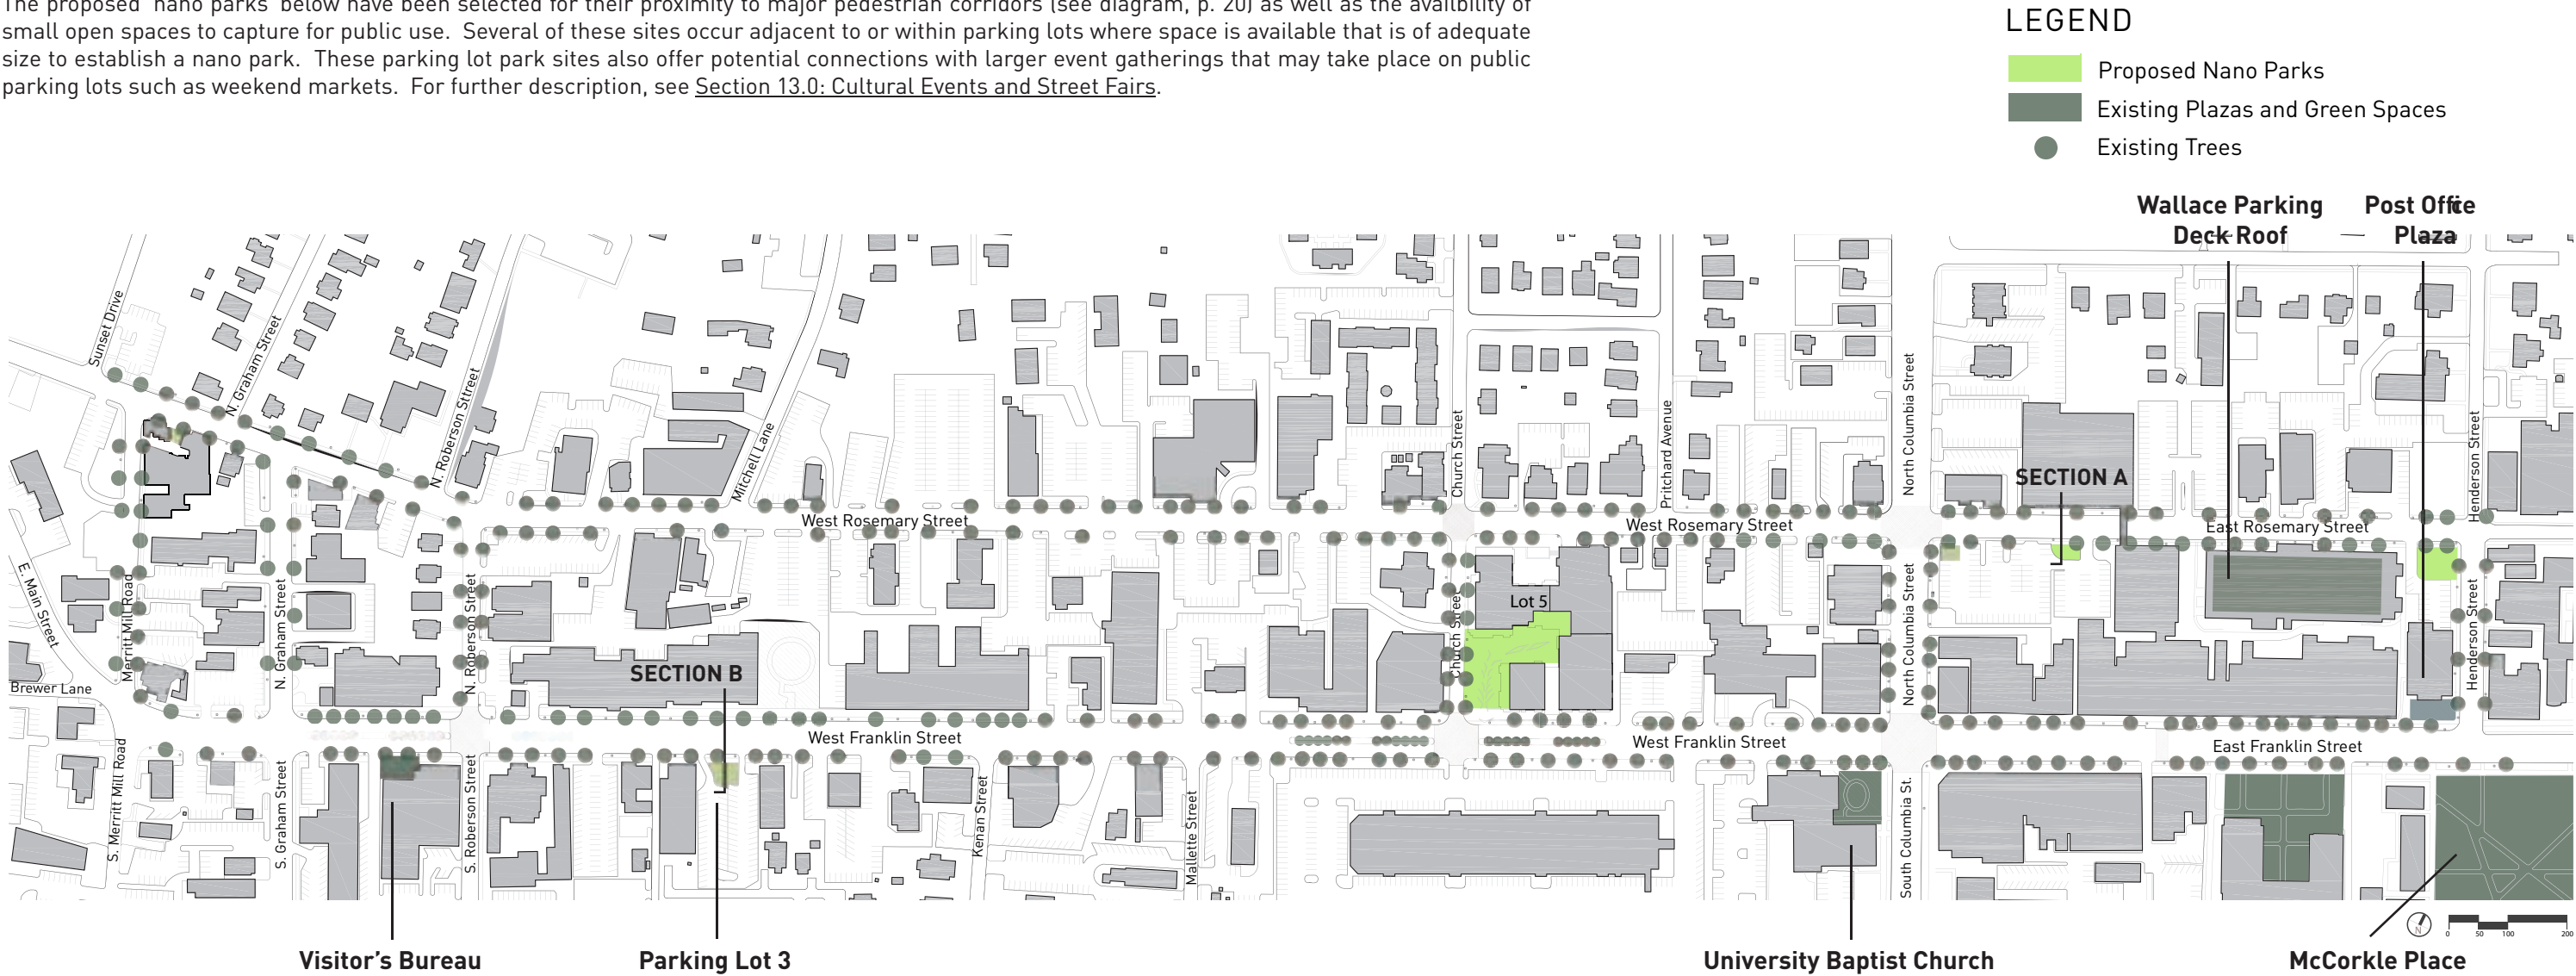 The proposed 'nano parks' below have been selected for their proximity to major pedestrian corridors (see diagram, p. 20) as well as the availbility of
small open spaces to capture for public use. Several of these sites occur adjacent to or within parking lots where space is available that is of adequate
size to establish a nano park. These parking lot park sites also offer potential connections with larger event gatherings that may take place on public
parking lots such as weekend markets. For further description, see Section 13.0: Cultural Events and Street Fairs.
LEGEND
Proposed Nano Parks
Existing Plazas and Green Spaces
Existing Trees
Wallace Parking
Deck Roof
Post Office
Plaza
Sunset Drive
N. Graham Street
N. Roberson Sttreet
Mitchell Lane
Church Street
Pritchard Avenue
North Columbia Street
Henderson Street
SECTION A
West Rosemary Street
West Rosemary Street
East Rosemary Street
E. Main Street
Merritt Mill Road
N. Graham Street
N. Roberson Street
Church Street
Lot 5
North Columbia Street
Henderson Street
SECTION B
Brewer Lane
West Franklin Street
West Franklin Street
East Franklin Street
S. Merritt Mill Road
S. Graham Street
S. Roberson Street
Kenan Street
Mallette Street
South Columbia St.
N
0 50 100 200
Visitor's Bureau
Parking Lot 3
University Baptist Church
McCorkle Place